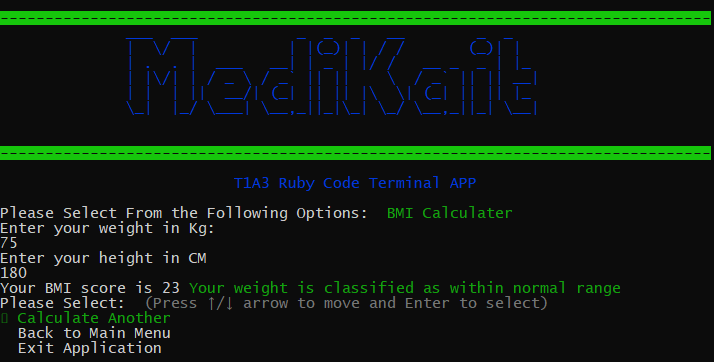 MediKait
T1A3 Ruby Code Terminal APP
Please Select From the Following Options:  BMI Calculater
Enter your weight in Kg:
75
Enter your height in CM
180
Your BMI score is 23 Your weight is classified as within normal range
Please Select:  (Press ↑/↓ arrow to move and Enter to select)
Calculate Another
Back to Main Menu
Exit Application